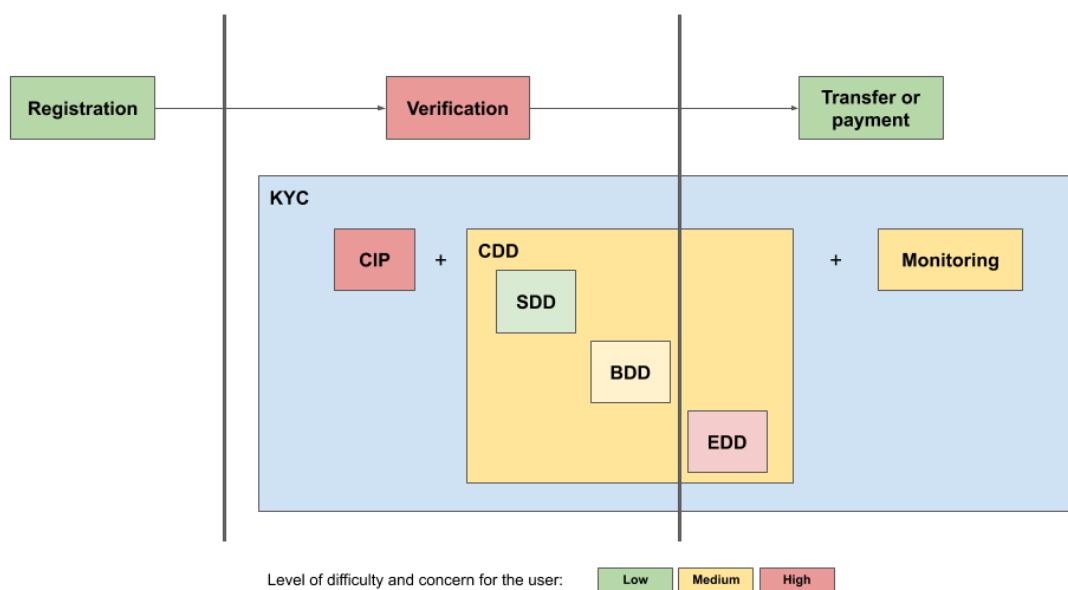 Registration
Verification
Transfer or
payment
KYC
CIP
+
CDD
+
Monitoring
SDD
BDD
EDD
Level of difficulty and concern for the user:
Low
Medium
High